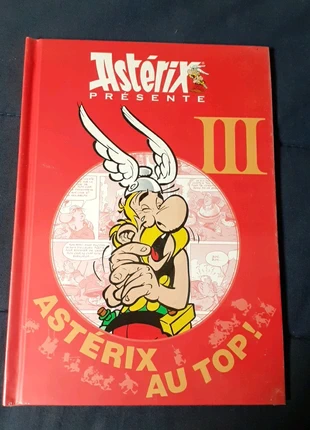 Astérix
PRÉSENTE
III
ASTÉRIX
AU TOP!